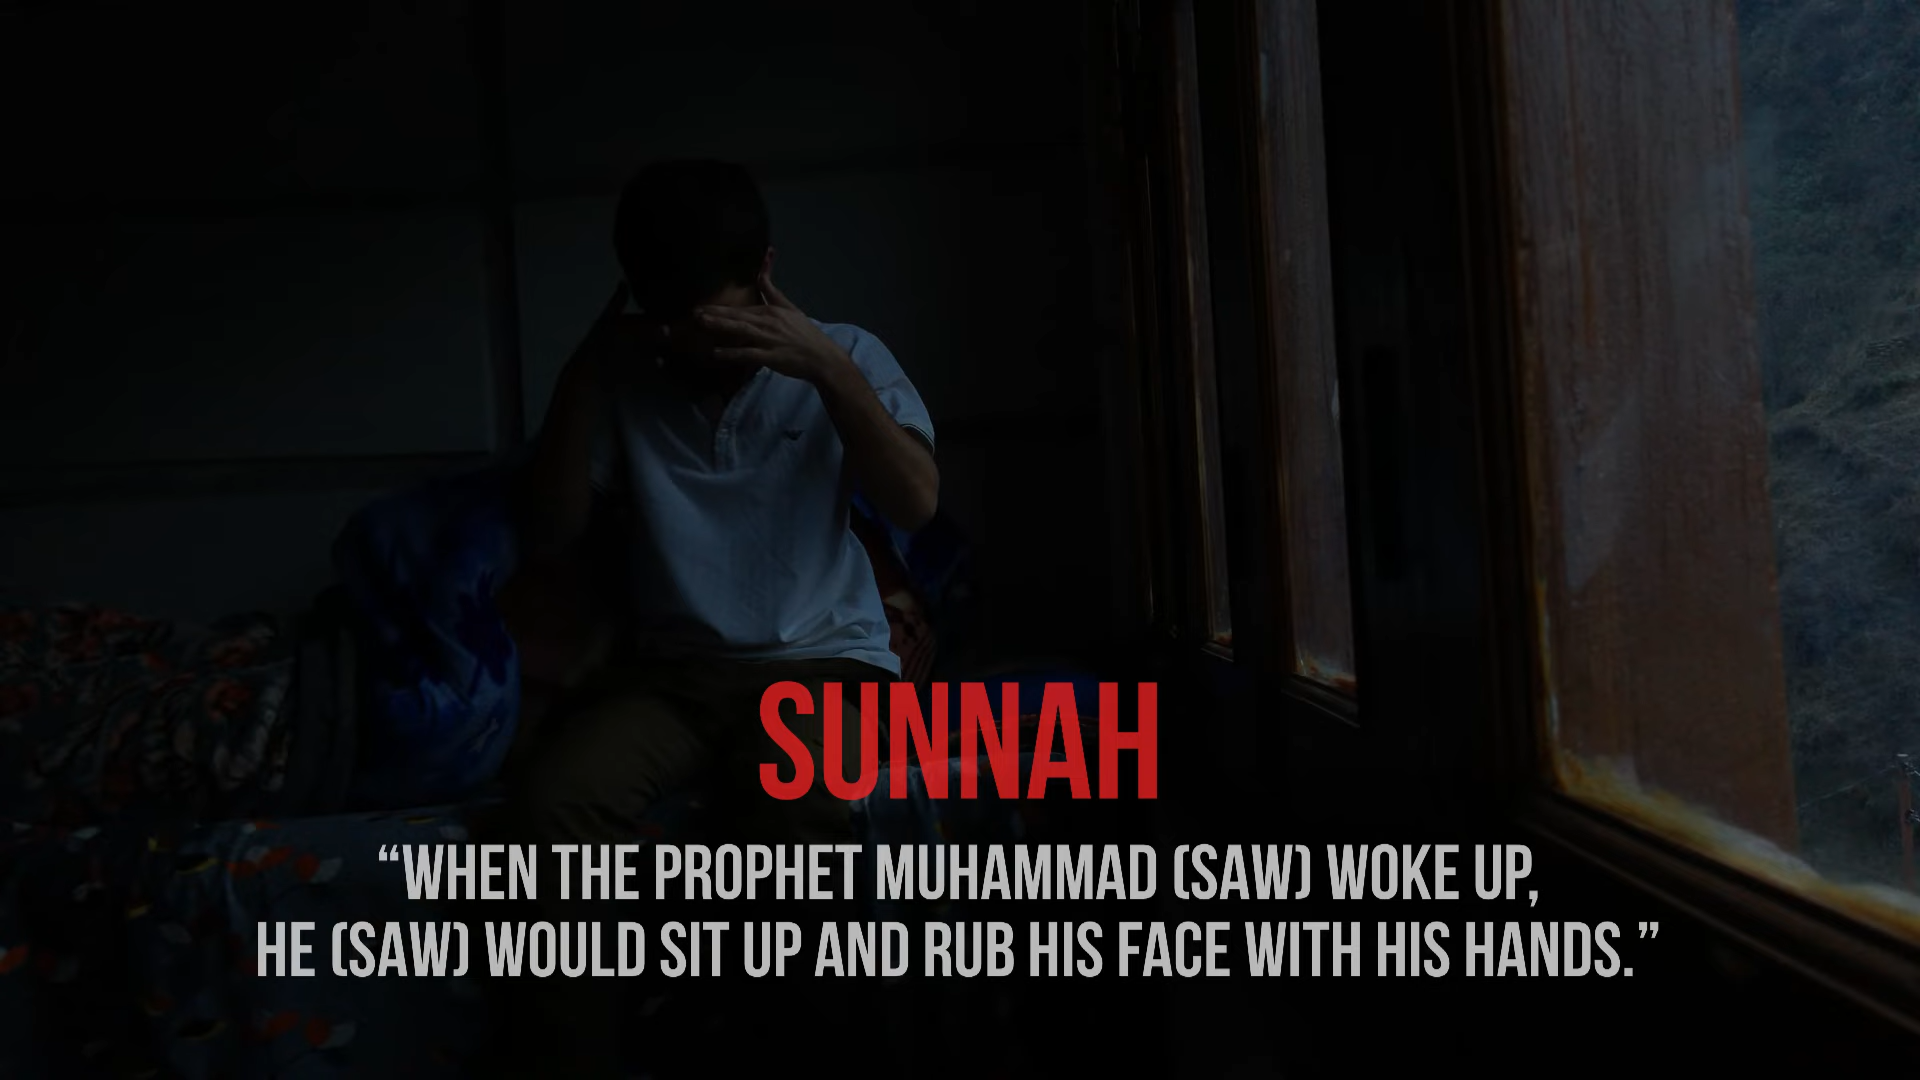 SUNNAH
“WHEN THE PROPHET MUHAMMAD (SAW) WOKE UP,
HE (SAW) WOULD SIT UP AND RUB HIS FACE WITH HIS HANDS.”